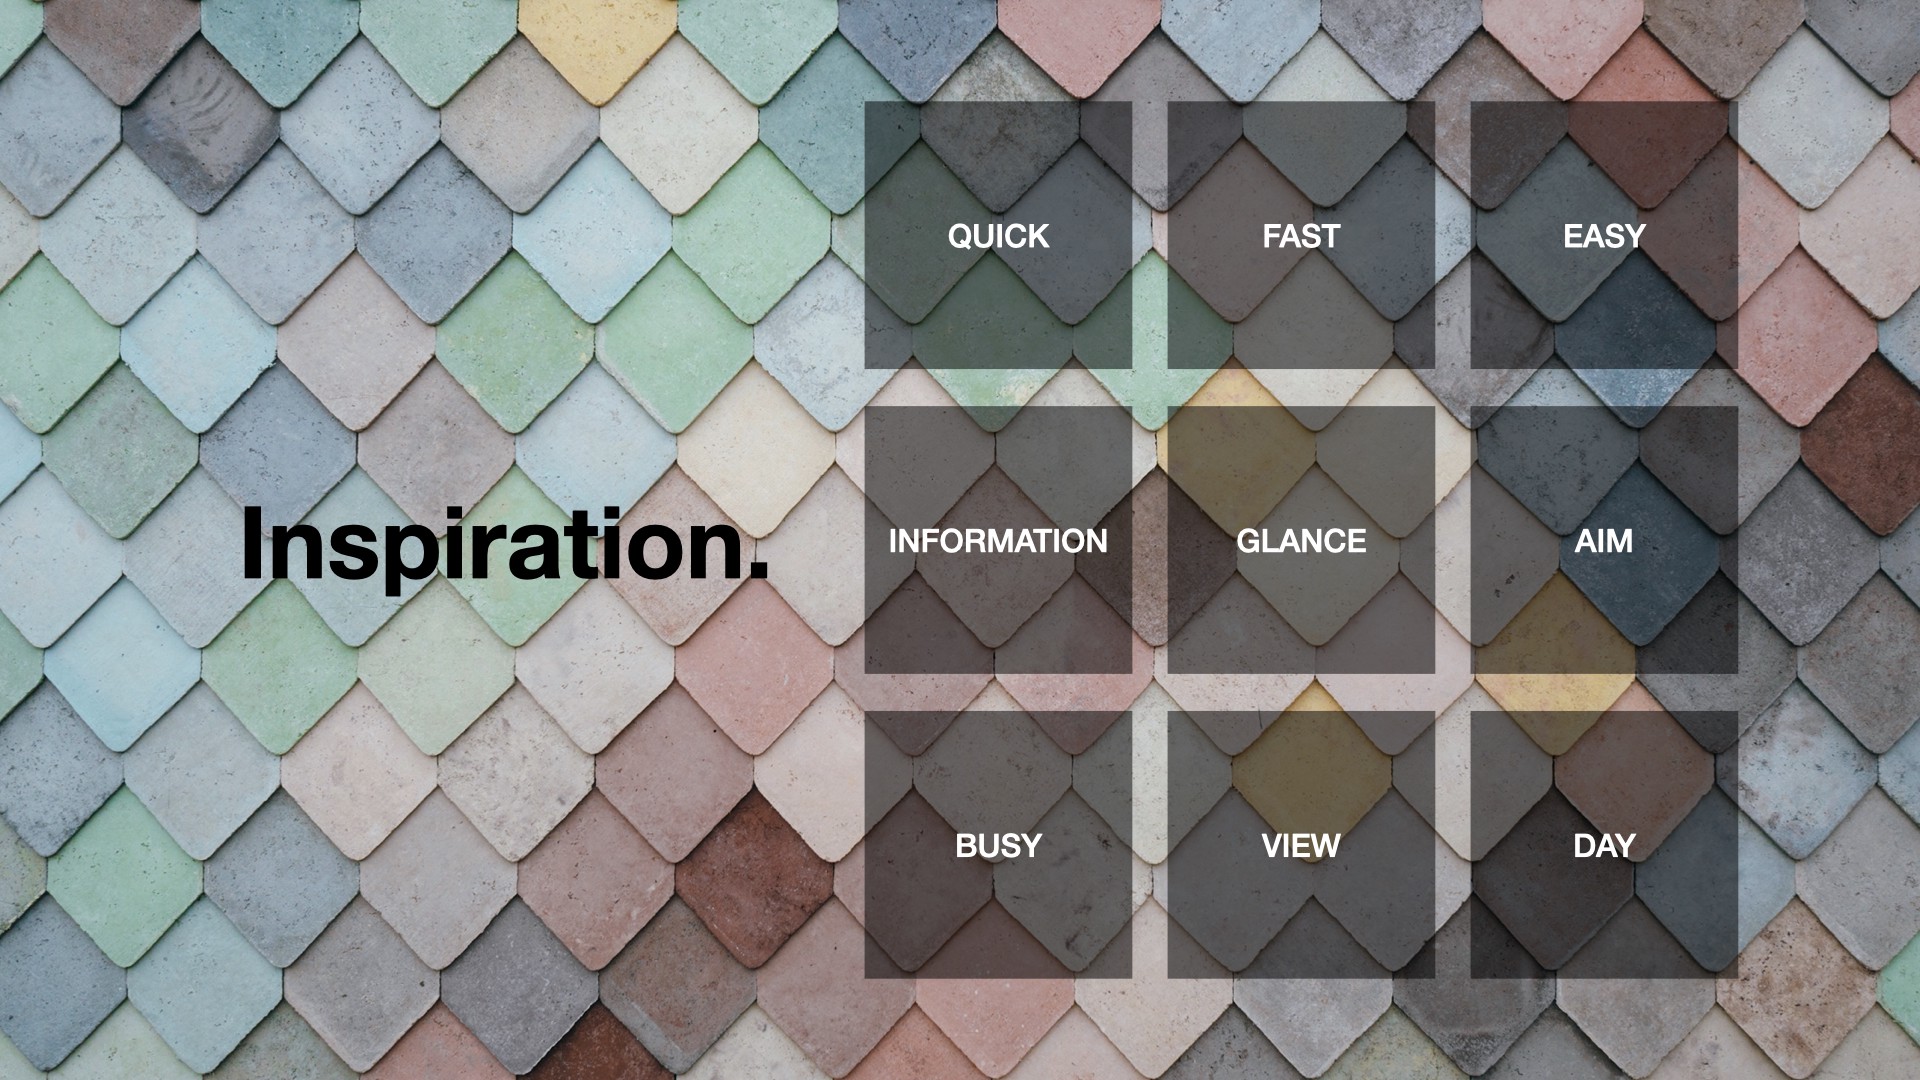 Inspiration.
QUICK
FAST
EASY
INFORMATION
GLANCE
AIM
BUSY
VIEW
DAY